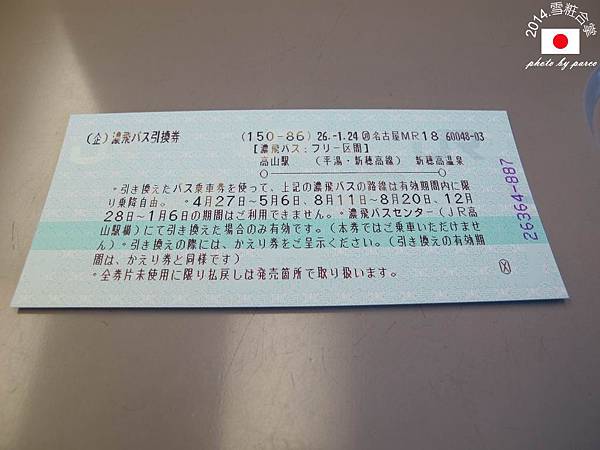 2014.雪粧合掌
photo by parco
(企) 濃飛バス引換券 (150-86) 26.-1.24 名古屋MR18 60048-03
[濃飛バス:フリー区間]
高山駅 (平湯・新穂高線) 新穂高温泉
◦引き換えたバス乗車券を使って、上記の濃飛バスの路線は有効期間内に限
り乗降自由。 ◦4月27日~5月6日、8月11日~8月20日、12月
28日~1月6日の期間はご利用できません。◦濃飛バスセンター(JR高
山駅横)にて引き換えた場合のみ有効です。(本券ではご乗車いただけませ
ん)◦引き換えの際には、かえり券をご呈示ください。(引き換えの有効期
間は、かえり券と同様です)
◦全券片未使用に限り払戻しは発売箇所で取り扱います。
26364-887